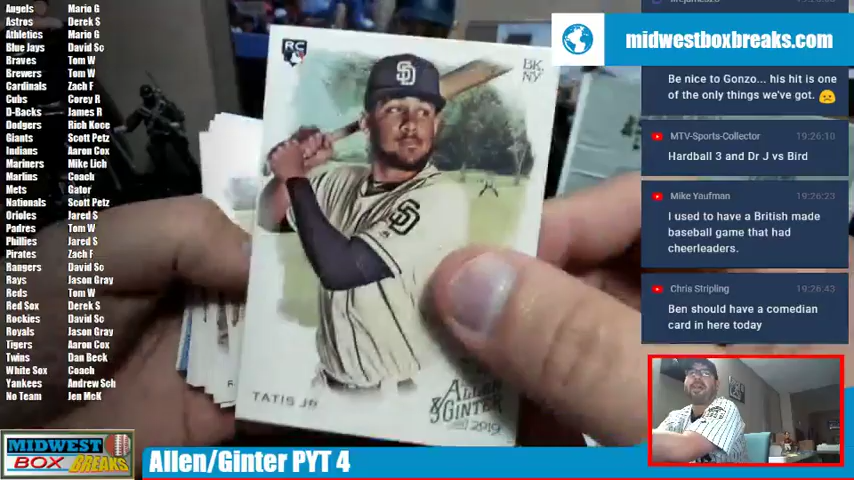 Angels Mario G
Astros Derek S
Athletics Mario G
Blue Jays David Sc
Braves Tom W
Brewers Tom W
Cardinals Zach F
Cubs Corey R
D-Backs James R
Dodgers Rich Koce
Giants Scott Petz
Indians Aaron Cox
Mariners Mike Lich
Marlins Coach
Mets Gator
Nationals Scott Petz
Orioles Jared S
Padres Tom W
Phillies Jared S
Pirates Zach F
Rangers David Sc
Rays Jason Gray
Reds Tom W
Red Sox Derek S
Rockies David Sc
Royals Jason Gray
Tigers Aaron Cox
Twins Dan Beck
White Sox Coach
Yankees Andrew Sch
No Team Jen McK
RC
BK.
NY
SD
SD
TATIS JR
ALLEN
& GINTER
2019
midwestboxbreaks.com
Be nice to Gonzo... his hit is one
of the only things we've got.
MTV-Sports-Collector 19:26:10
Hardball 3 and Dr J vs Bird
Mike Yaufman 19:26:23
I used to have a British made
baseball game that had
cheerleaders.
Chris Stripling 19:26:43
Ben should have a comedian
card in here today
MIDWEST
BOX BREAKS
Allen/Ginter PYT 4